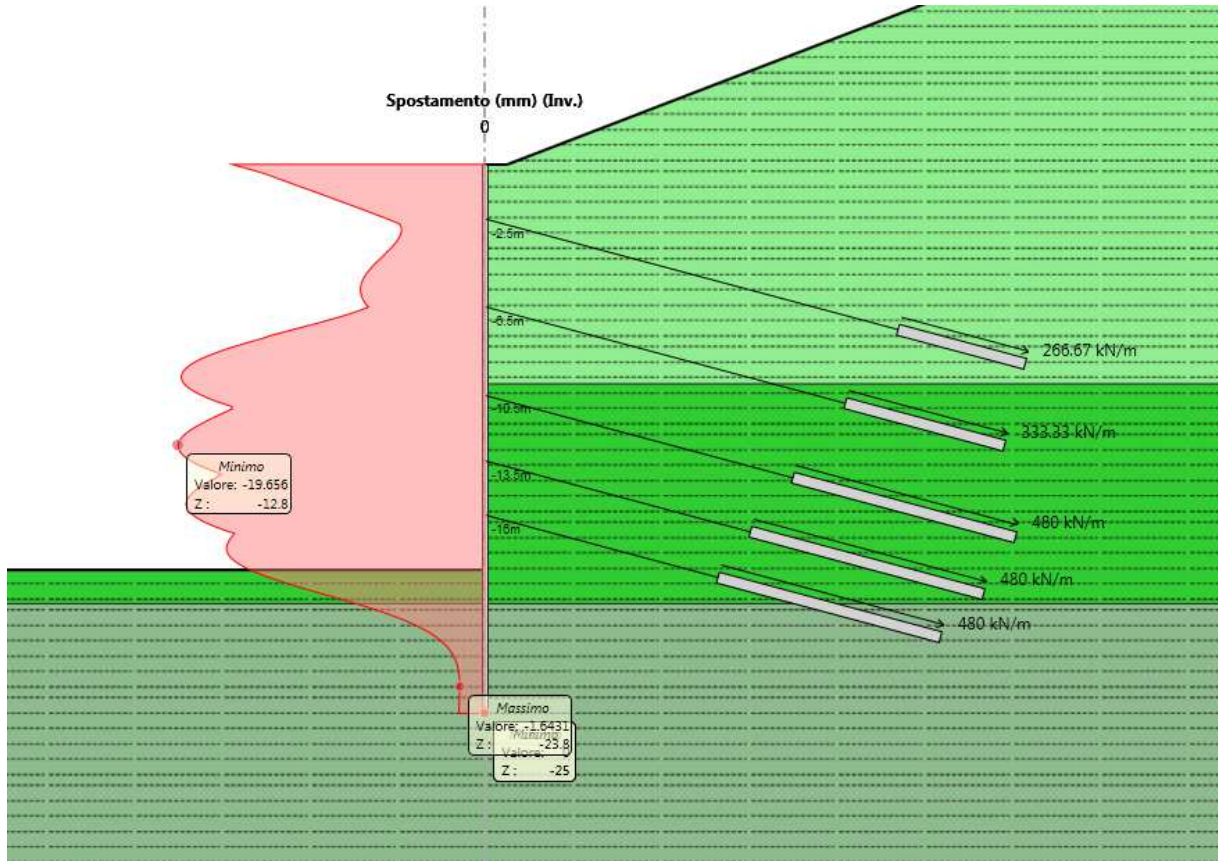 Spostamento (mm) (Inv.)
0
-2.5m
-6.5m
266.67 kN/m
-10.5m
333.33 kN/m
Minimo
Valore: -19.656
Z : -12.8
-13.5m
-16m
480 kN/m
480 kN/m
480 kN/m
Massimo
Valore: -1.6431
Z : -23.8
Minimo
Valore:
Z : -25